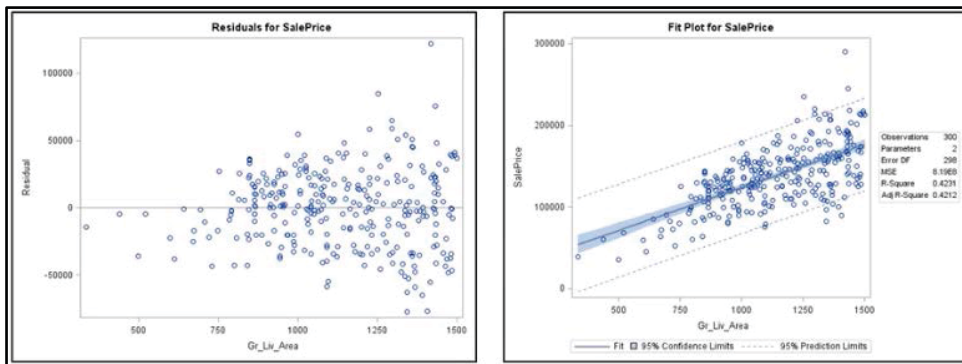 Residuals for SalePrice
100000
50000
0
-50000
Residual
500
750
1000
1250
1500
Gr_Liv_Area
Fit Plot for SalePrice
300000
200000
100000
0
SalePrice
500
750
1000
1250
1500
Gr_Liv_Area
Observations 300
Parameters 2
Error DF 298
MSE 8.19E8
R-Square 0.4231
Adj R-Square 0.4212
Fit 95% Confidence Limits 95% Prediction Limits